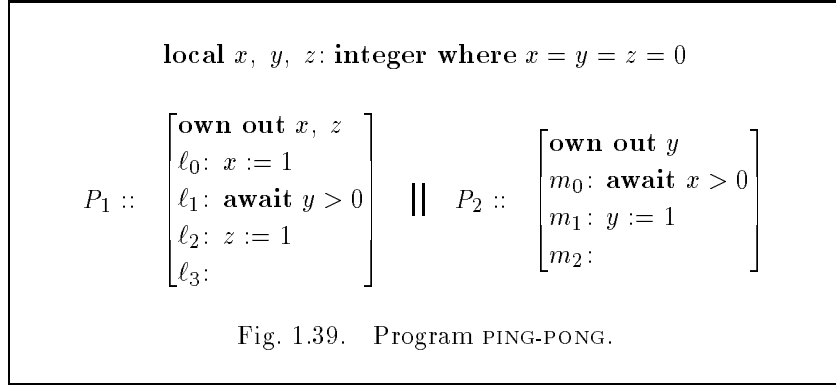 local x, y, z: integer where x = y = z = 0
P₁ ::
own out x, z
ℓ₀: x := 1
ℓ₁: await y > 0
ℓ₂: z := 1
ℓ₃:
||
P₂ ::
own out y
m₀: await x > 0
m₁: y := 1
m₂:
Fig. 1.39. Program PING-PONG.